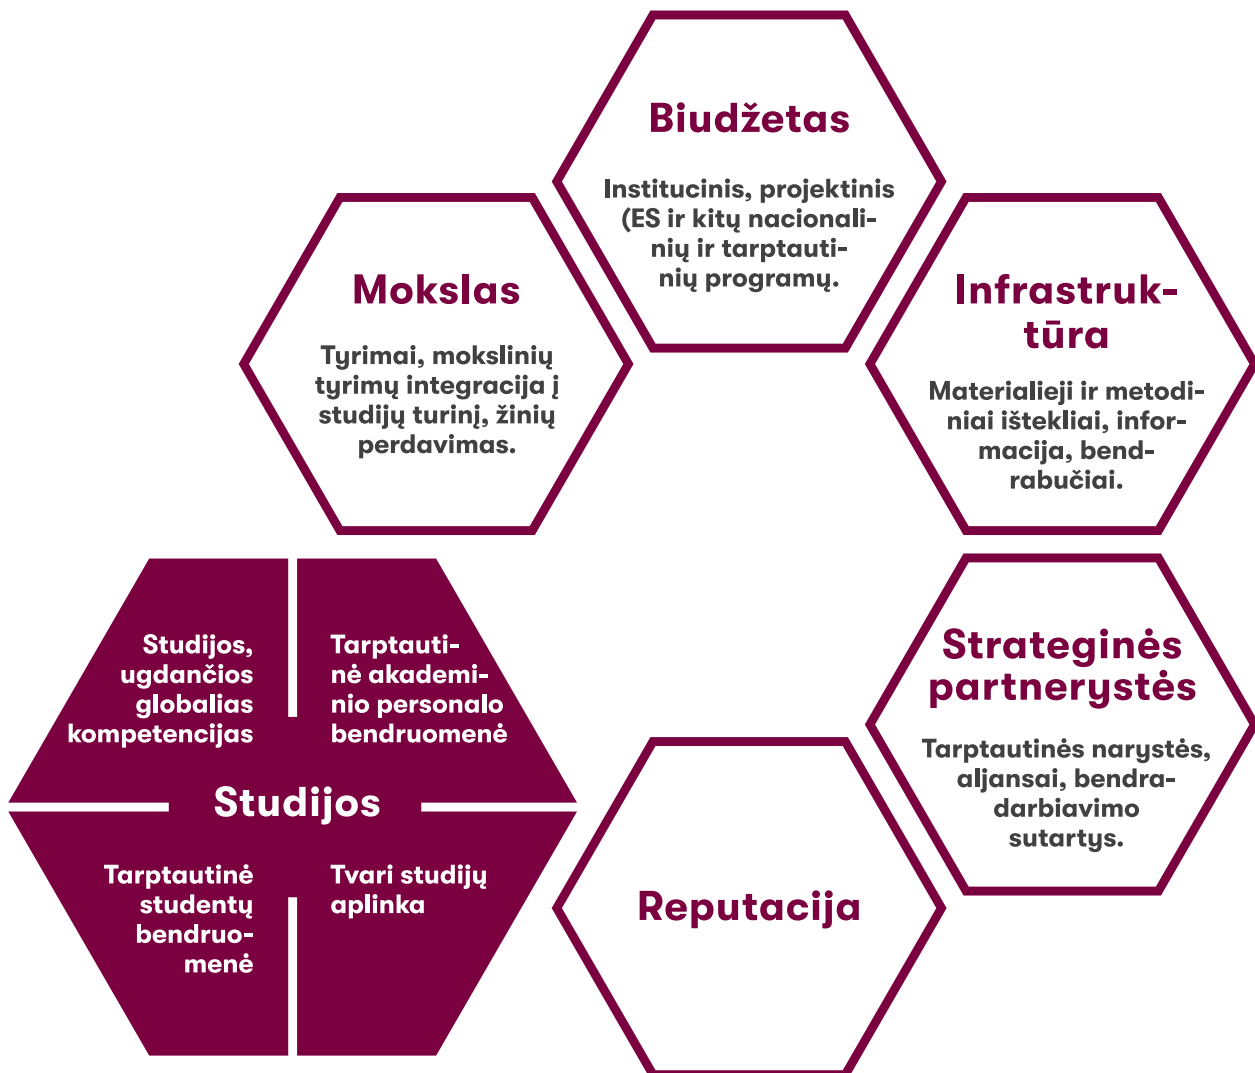 Biudžetas
Institucinis, projektinis
(ES ir kitų nacionali-
nių ir tarptauti-
nių programų.
Mokslas
Tyrimai, mokslinių
tyrimų integracija į
studijų turinį, žinių
perdavimas.
Infrastruk-
tūra
Materialieji ir metodi-
niai ištekliai, infor-
macija, bend-
rabučiai.
Studijos,
ugdančios
globalias
kompetencijas
Tarptauti-
nė akademi-
nio personalo
bendruomenė
Studijos
Tarptautinė
studentų
bendruo-
menė
Tvari studijų
aplinka
Strateginės
partnerystės
Tarptautinės narystės,
aljansai, bendra-
darbiavimo
sutartys.
Reputacija